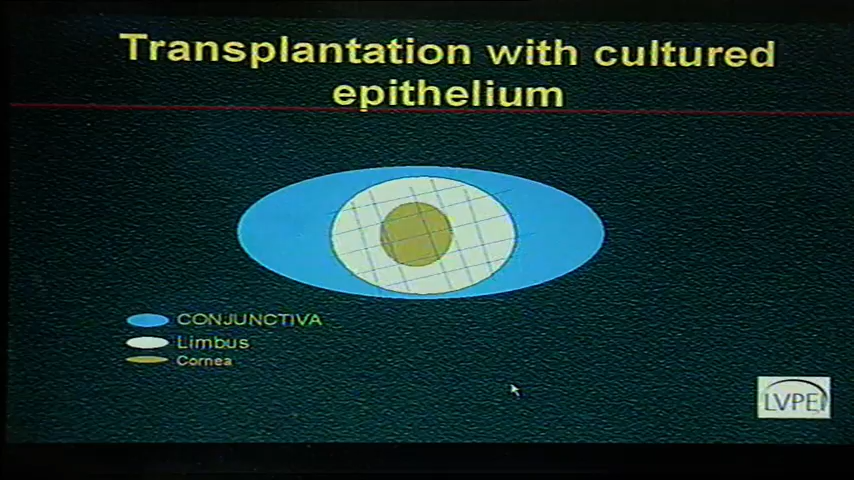 Transplantation with cultured
epithelium
CONJUNCTIVA
Limbus
Cornea
LVPEI